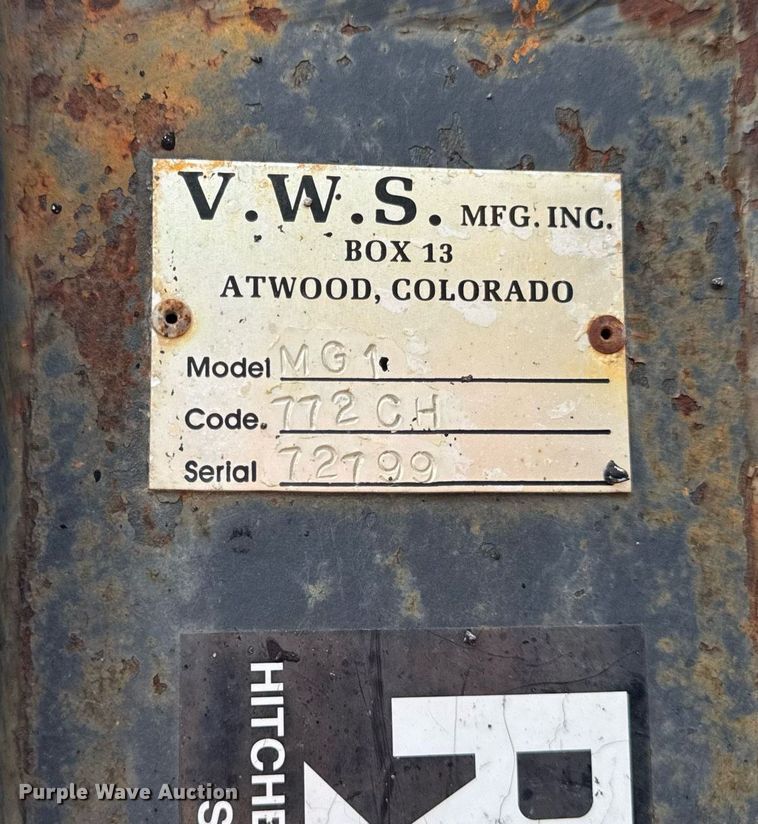 V.W.S. MFG. INC.
BOX 13
ATWOOD, COLORADO
Model MG1
Code. 772CH
Serial 72799
HITCHE
S
R
Purple Wave Auction